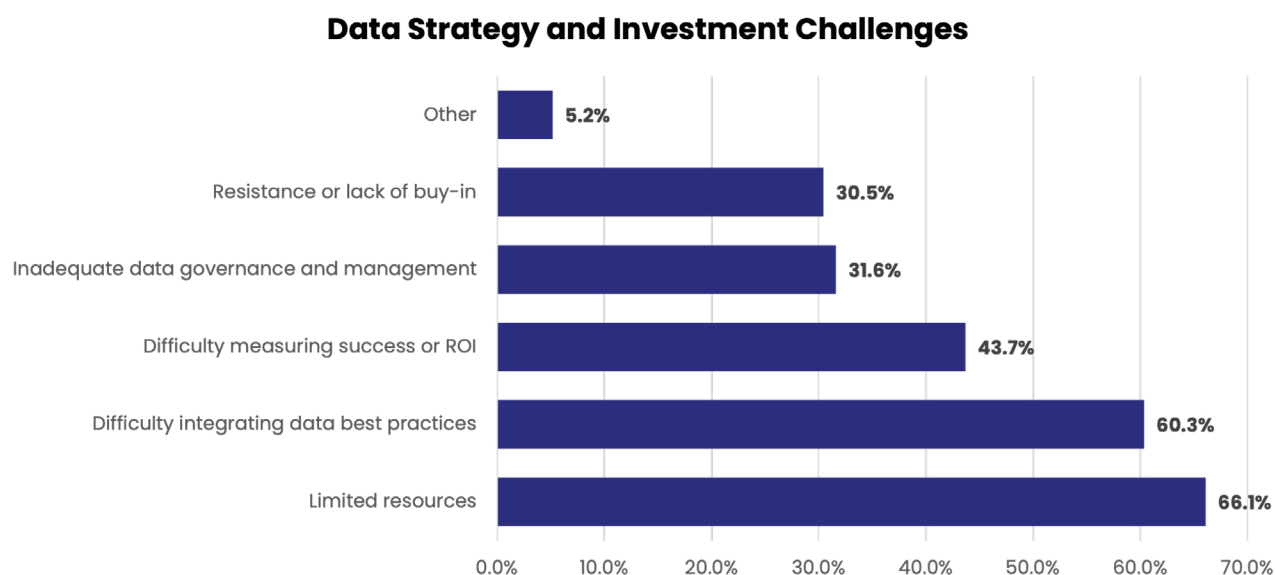 Data Strategy and Investment Challenges
Other
5.2%
Resistance or lack of buy-in
30.5%
Inadequate data governance and management
31.6%
Difficulty measuring success or ROI
43.7%
Difficulty integrating data best practices
60.3%
Limited resources
66.1%
0.0% 10.0% 20.0% 30.0% 40.0% 50.0% 60.0% 70.0%